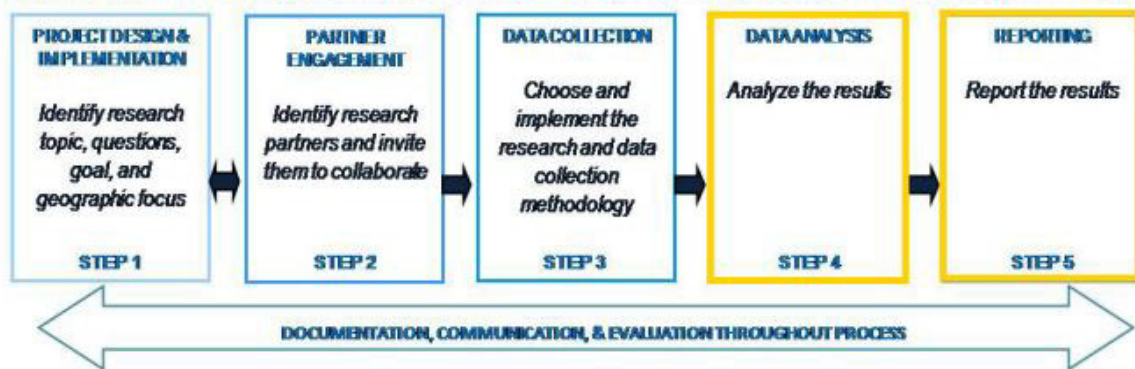 PROJECT DESIGN &
IMPLEMENTATION
Identify research
topic, questions,
goal, and
geographic focus
STEP 1
PARTNER
ENGAGEMENT
Identify research
partners and invite
them to collaborate
STEP 2
DATA COLLECTION
Choose and
implement the
research and data
collection
methodology
STEP 3
DATA ANALYSIS
Analyze the results
STEP 4
REPORTING
Report the results
STEP 5
DOCUMENTATION, COMMUNICATION, & EVALUATION THROUGHOUT PROCESS